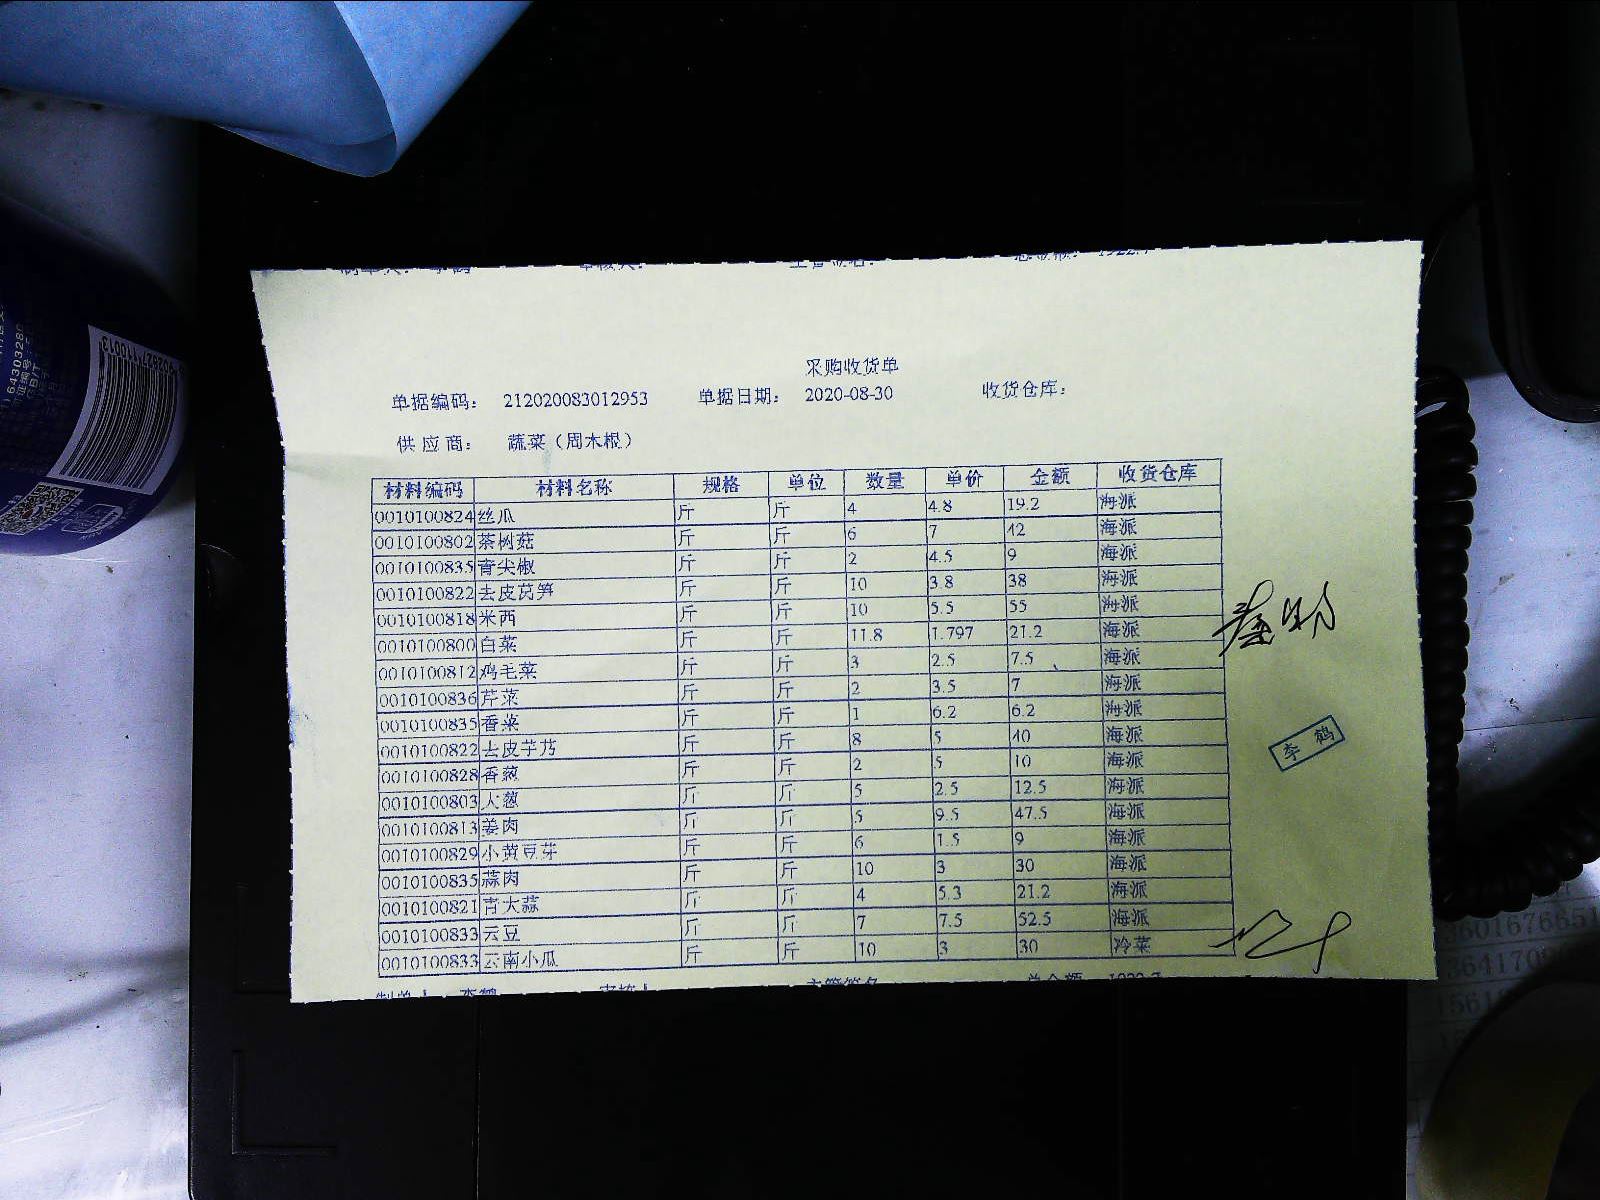 采购收货单
单据编码： 212020083012953 单据日期： 2020-08-30 收货仓库：
供应商： 蔬菜（周木根）
材料编码 材料名称 规格 单位 数量 单价 金额 收货仓库
0010100824 丝瓜 斤 斤 4 4.8 19.2 海派
0010100802 茶树菇 斤 斤 6 7 42 海派
0010100835 青尖椒 斤 斤 2 4.5 9 海派
0010100822 去皮莴笋 斤 斤 10 3.8 38 海派
0010100818 米西 斤 斤 10 5.5 55 海派
0010100800 白菜 斤 斤 11.8 1.797 21.2 海派
0010100812 鸡毛菜 斤 斤 3 2.5 7.5 海派
0010100836 芹菜 斤 斤 2 3.5 7 海派
0010100835 香菜 斤 斤 1 6.2 6.2 海派
0010100822 去皮芋艿 斤 斤 8 5 40 海派
0010100828 香葱 斤 斤 2 5 10 海派
0010100803 大葱 斤 斤 5 2.5 12.5 海派
0010100813 姜肉 斤 斤 5 9.5 47.5 海派
0010100829 小黄豆芽 斤 斤 6 1.5 9 海派
0010100835 蒜肉 斤 斤 10 3 30 海派
0010100821 青大蒜 斤 斤 4 5.3 21.2 海派
0010100833 云豆 斤 斤 7 7.5 52.5 海派
0010100833 云南小瓜 斤 斤 10 3 30 冷菜
李鹤